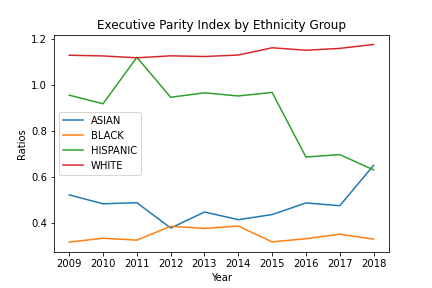 Executive Parity Index by Ethnicity Group
1.2
1.0
0.8
0.6
0.4
Ratios
ASIAN
BLACK
HISPANIC
WHITE
2009 2010 2011 2012 2013 2014 2015 2016 2017 2018
Year